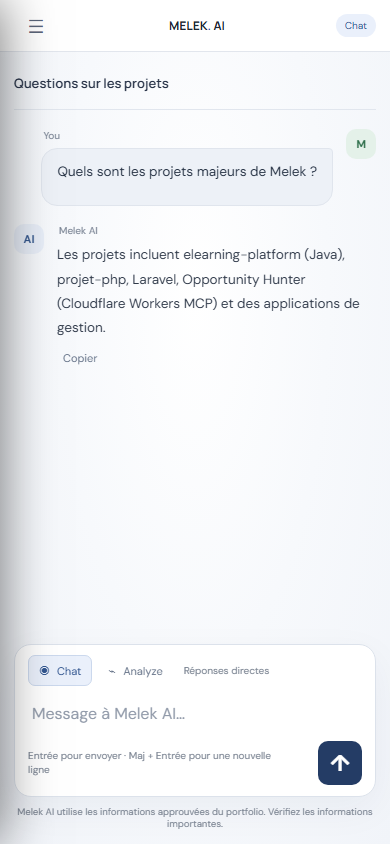 MELEK. AI
Chat
Questions sur les projets
You
M
Quels sont les projets majeurs de Melek ?
AI
Melek AI
Les projets incluent elearning-platform (Java),
projet-php, Laravel, Opportunity Hunter
(Cloudflare Workers MCP) et des applications de
gestion.
Copier
Chat
Analyze
Réponses directes
Message à Melek AI...
Entrée pour envoyer · Maj + Entrée pour une nouvelle
ligne
Melek AI utilise les informations approuvées du portfolio. Vérifiez les informations
importantes.